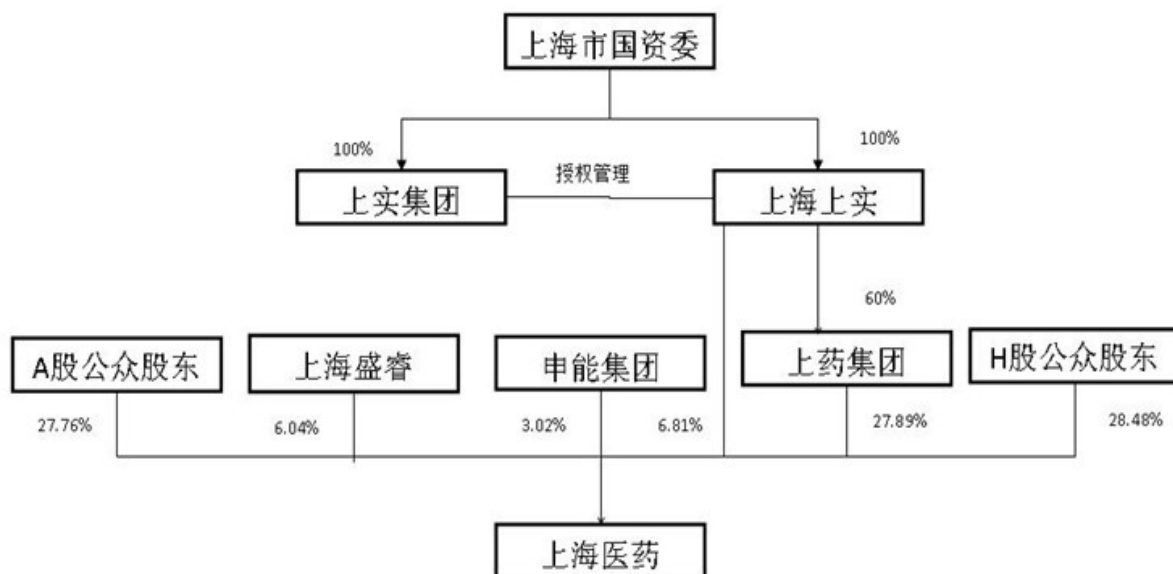 上海市国资委
100%
100%
授权管理
上实集团
上海上实
60%
A股公众股东
上海盛睿
申能集团
上药集团
H股公众股东
27.76%
6.04%
3.02%
6.81%
27.89%
28.48%
上海医药